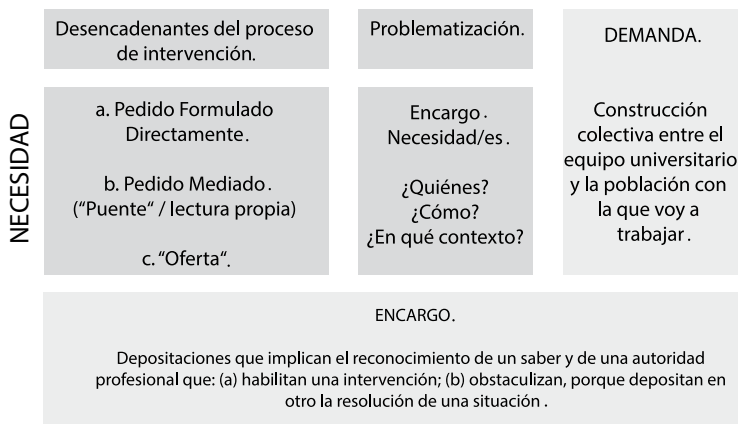 NECESIDAD
Desencadenantes del proceso
de intervención.
a. Pedido Formulado
Directamente.
b. Pedido Mediado.
("Puente" / lectura propia)
c. "Oferta".
Problematización.
Encargo.
Necesidad/es.
¿Quiénes?
¿Cómo?
¿En qué contexto?
DEMANDA.
Construcción
colectiva entre el
equipo universitario
y la población con
la que voy a
trabajar.
ENCARGO.
Depositaciones que implican el reconocimiento de un saber y de una autoridad
profesional que: (a) habilitan una intervención; (b) obstaculizan, porque depositan en
otro la resolución de una situación.